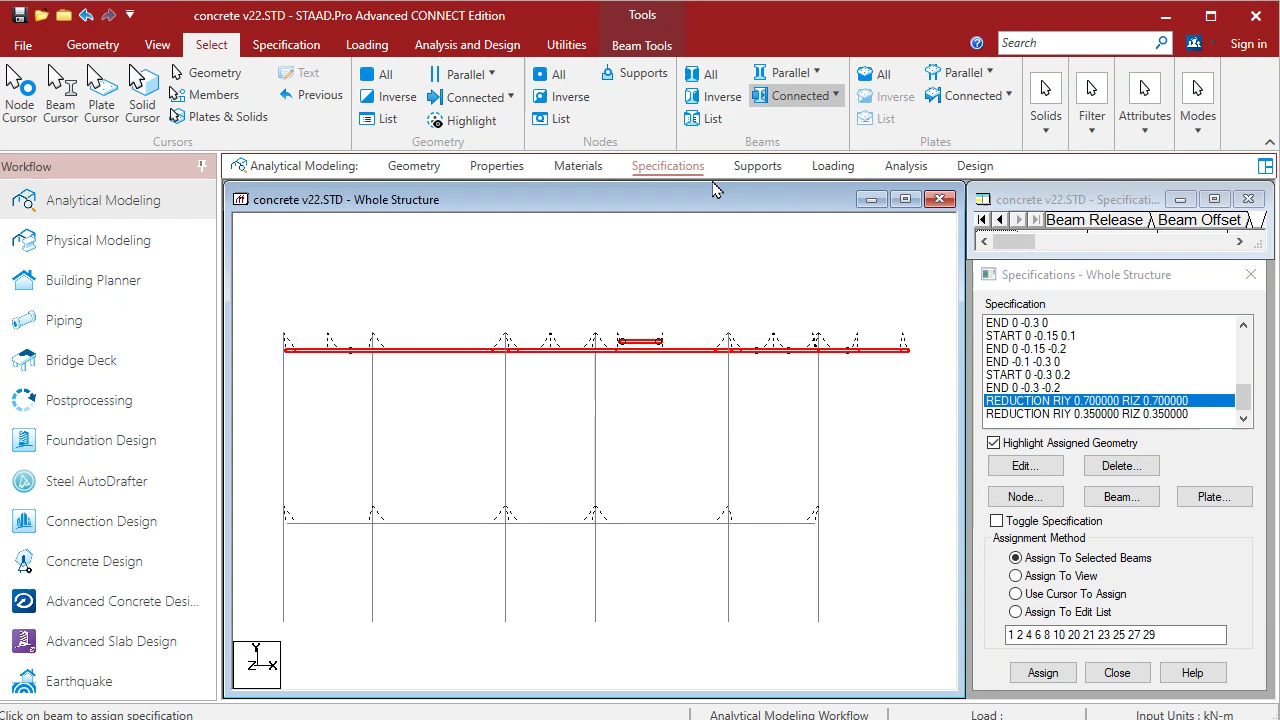 concrete v22.STD - STAAD.Pro Advanced CONNECT Edition
Tools
File
Geometry
View
Select
Specification
Loading
Analysis and Design
Utilities
Beam Tools
Search
Sign in
Node Cursor
Beam Cursor
Plate Cursor
Solid Cursor
Geometry
Members
Plates & Solids
Text
Previous
Cursors
All
Inverse
List
Parallel
Connected
Highlight
Geometry
All
Inverse
List
Supports
Nodes
All
Inverse
List
Parallel
Connected
Beams
All
Inverse
List
Parallel
Connected
Plates
Solids
Filter
Attributes
Modes
Workflow
Analytical Modeling:
Geometry
Properties
Materials
Specifications
Supports
Loading
Analysis
Design
Analytical Modeling
Physical Modeling
Building Planner
Piping
Bridge Deck
Postprocessing
Foundation Design
Steel AutoDrafter
Connection Design
Concrete Design
Advanced Concrete Desi...
Advanced Slab Design
Earthquake
concrete v22.STD - Whole Structure
Y
Z X
concrete v22.STD - Specificati...
Beam Release
Beam Offset
Specifications - Whole Structure
Specification
END 0 -0.3 0
START 0 -0.15 0.1
END 0 -0.15 -0.2
END -0.1 -0.3 0
START 0 -0.3 0.2
END 0 -0.3 -0.2
REDUCTION RIY 0.700000 RIZ 0.700000
REDUCTION RIY 0.350000 RIZ 0.350000
Highlight Assigned Geometry
Edit...
Delete...
Node...
Beam...
Plate...
Toggle Specification
Assignment Method
Assign To Selected Beams
Assign To View
Use Cursor To Assign
Assign To Edit List
1 2 4 6 8 10 20 21 23 25 27 29
Assign
Close
Help
Click on beam to assign specification
Analytical Modeling Workflow
Load :
Input Units : kN-m